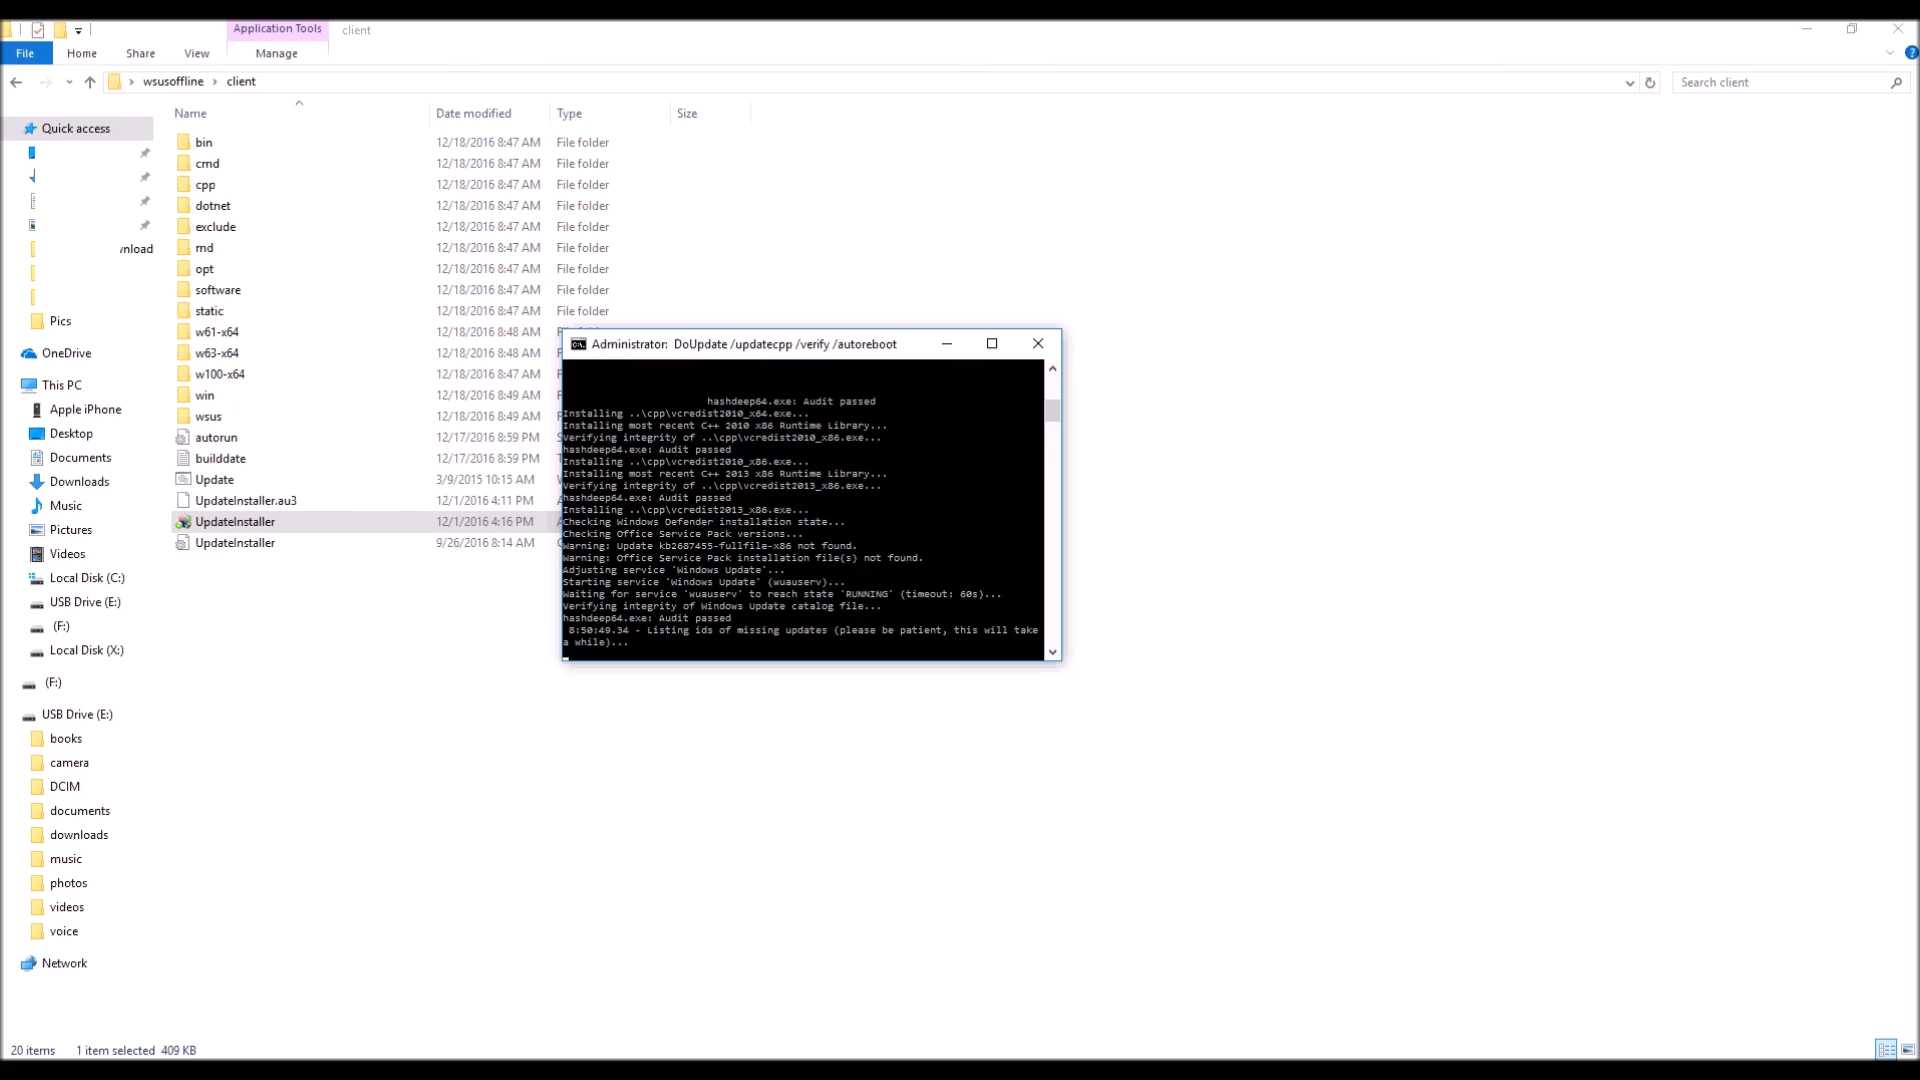 Application Tools
client
File
Home
Share
View
Manage
wsusoffline
client
Search client
Name
Date modified
Type
Size
Quick access
bin
12/18/2016 8:47 AM
File folder
cmd
12/18/2016 8:47 AM
File folder
cpp
12/18/2016 8:47 AM
File folder
dotnet
12/18/2016 8:47 AM
File folder
exclude
12/18/2016 8:47 AM
File folder
md
12/18/2016 8:47 AM
File folder
opt
12/18/2016 8:47 AM
File folder
software
12/18/2016 8:47 AM
File folder
static
12/18/2016 8:47 AM
File folder
w61-x64
12/18/2016 8:48 AM
w63-x64
12/18/2016 8:48 AM
w100-x64
12/18/2016 8:48 AM
win
12/18/2016 8:49 AM
wsus
12/18/2016 8:49 AM
autorun
12/17/2016 8:59 PM
builddate
12/17/2016 8:59 PM
Update
3/9/2015 10:15 AM
UpdateInstaller.au3
12/1/2016 4:11 PM
UpdateInstaller
12/1/2016 4:16 PM
UpdateInstaller
9/26/2016 8:14 AM
Pics
OneDrive
This PC
Apple iPhone
Desktop
Documents
Downloads
Music
Pictures
Videos
Local Disk (C:)
USB Drive (E:)
(F:)
Local Disk (X:)
(F:)
USB Drive (E:)
books
camera
DCIM
documents
downloads
music
photos
videos
voice
Network
Administrator: DoUpdate /updatecpp /verify /autoreboot
hashdeep64.exe: Audit passed
Installing ..\cpp\vcredist2010_x64.exe...
Installing most recent C++ 2010 x86 Runtime Library...
Verifying integrity of ..\cpp\vcredist2010_x86.exe...
hashdeep64.exe: Audit passed
Installing ..\cpp\vcredist2010_x86.exe...
Installing most recent C++ 2013 x86 Runtime Library...
Verifying integrity of ..\cpp\vcredist2013_x86.exe...
hashdeep64.exe: Audit passed
Installing ..\cpp\vcredist2013_x86.exe...
Checking Windows Defender installation state...
Checking Office Service Pack versions...
Warning: Update kb2687455-fullfile-x86 not found.
Warning: Office Service Pack installation file(s) not found.
Adjusting service 'Windows Update'...
Starting service 'Windows Update' (wuauserv)...
Waiting for service 'wuauserv' to reach state 'RUNNING' (timeout: 60s)...
Verifying integrity of Windows Update catalog file...
hashdeep64.exe: Audit passed
8:50:49.34 - Listing ids of missing updates (please be patient, this will take
a while)...
20 items
1 item selected 409 KB